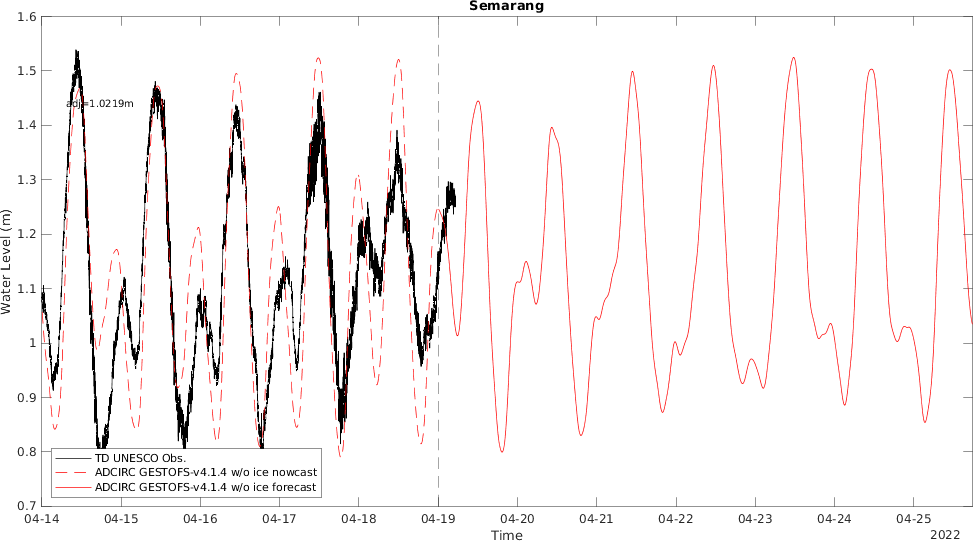 Semarang
1.6
1.5
1.4
1.3
1.2
1.1
1
0.9
0.8
0.7
Water Level (m)
adj=1.0219m
TD UNESCO Obs.
ADCIRC GESTOFS-v4.1.4 w/o ice nowcast
ADCIRC GESTOFS-v4.1.4 w/o ice forecast
04-14 04-15 04-16 04-17 04-18 04-19 04-20 04-21 04-22 04-23 04-24 04-25
Time
2022